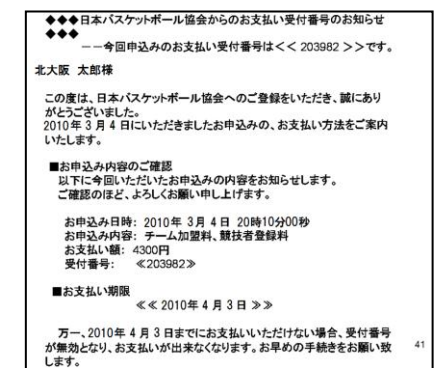 ◆◆◆日本バスケットボール協会からのお支払い受付番号のお知らせ
◆◆◆
――今回申込みのお支払い受付番号は<< 203982 >>です。
北大阪 太郎様
この度は、日本バスケットボール協会へのご登録をいただき、誠にあり
がとうございました。
2010年 3 月 4 日にいただきましたお申込みの、お支払い方法をご案内
いたします。
■お申込み内容のご確認
以下に今回いただいたお申込みの内容をお知らせします。
ご確認のほど、よろしくお願い申し上げます。
お申込み日時: 2010年 3月 4日 20時10分00秒
お申込み内容: チーム加盟料、競技者登録料
お支払い額: 4300円
受付番号: ≪203982≫
■お支払い期限
≪≪ 2010年 4 月 3 日 ≫≫
万一、2010年 4 月 3 日までにお支払いいただけない場合、受付番号
が無効となり、お支払いが出来なくなります。お早めの手続きをお願い致
します。
41